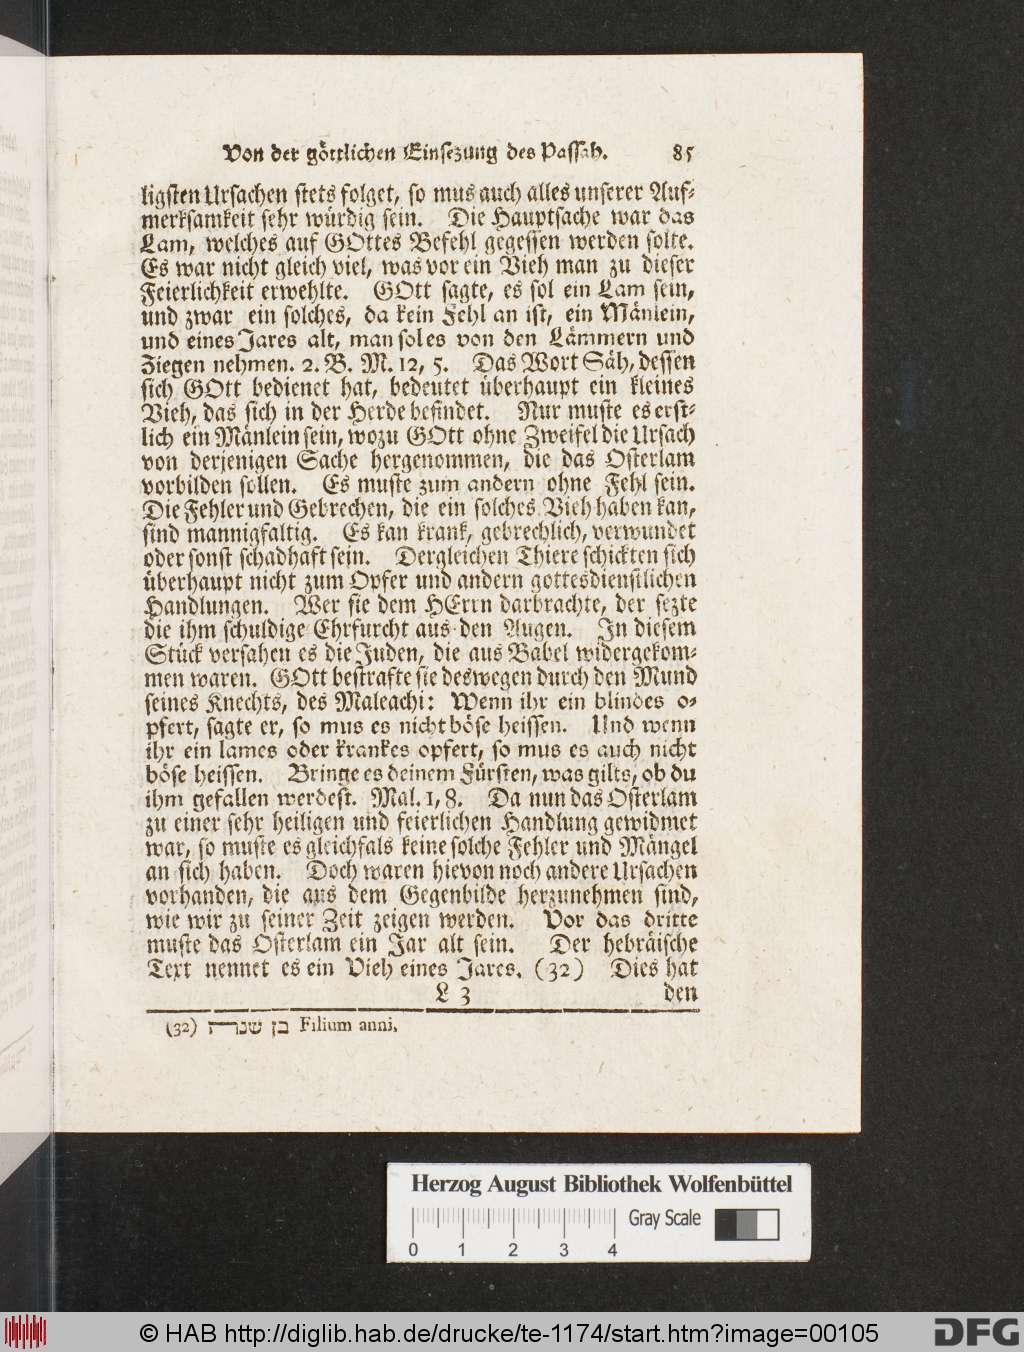 Von der göttlichen Einsezung des Passah. 85
ligsten Ursachen stets folget, so mus auch alles unserer Auf-
merksamkeit sehr würdig sein. Die Hauptsache war das
Lam, welches auf GOttes Befehl gegessen werden solte.
Es war nicht gleich viel, was vor ein Vieh man zu dieser
Feierlichkeit erwehlte. GOtt sagte, es sol ein Lam sein,
und zwar ein solches, da kein Fehl an ist, ein Mänlein,
und eines Jares alt, man sol es von den Lämmern und
Ziegen nehmen. 2. B. M. 12, 5. Das Wort Säh, dessen
sich GOtt bedienet hat, bedeutet überhaupt ein kleines
Vieh, das sich in der Herde befindet. Nur muste es erst-
lich ein Mänlein sein, wozu GOtt ohne Zweifel die Ursach
von derjenigen Sache hergenommen, die das Osterlam
vorbilden sollen. Es muste zum andern ohne Fehl sein.
Die Fehler und Gebrechen, die ein solches Vieh haben kan,
sind mannigfaltig. Es kan krank, gebrechlich, verwundet
oder sonst schadhaft sein. Dergleichen Thiere schickten sich
überhaupt nicht zum Opfer und andern gottesdienstlichen
Handlungen. Wer sie dem HErrn darbrachte, der sezte
die ihm schuldige Ehrfurcht aus den Augen. In diesem
Stück versahen es die Juden, die aus Babel widergekom-
men waren. GOtt bestrafte sie deswegen durch den Mund
seines Knechts, des Maleachi: Wenn ihr ein blindes o-
pfert, sagte er, so mus es nicht böse heissen. Und wenn
ihr ein lames oder krankes opfert, so mus es auch nicht
böse heissen. Bringe es deinem Fürsten, was gilts, ob du
ihm gefallen werdest. Mal. 1, 8. Da nun das Osterlam
zu einer sehr heiligen und feierlichen Handlung gewidmet
war, so muste es gleichfals keine solche Fehler und Mängel
an sich haben. Doch waren hievon noch andere Ursachen
vorhanden, die aus dem Gegenbilde herzunehmen sind,
wie wir zu seiner Zeit zeigen werden. Vor das dritte
muste das Osterlam ein Jar alt sein. Der hebräische
Text nennet es ein Vieh eines Jares. (32) Dies hat
L 3 den
(32) בן שנה Filium anni.
Herzog August Bibliothek Wolfenbüttel
0 1 2 3 4 Gray Scale
© HAB http://diglib.hab.de/drucke/te-1174/start.htm?image=00105 DFG